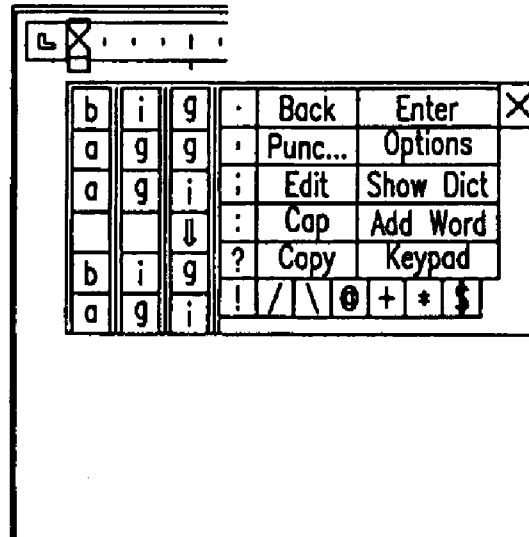 b i g . Back Enter X
a g g ' Punc... Options
a g i ; Edit Show Dict
⇓ : Cap Add Word
b i g ? Copy Keypad
a g i ! / \ @ + * $